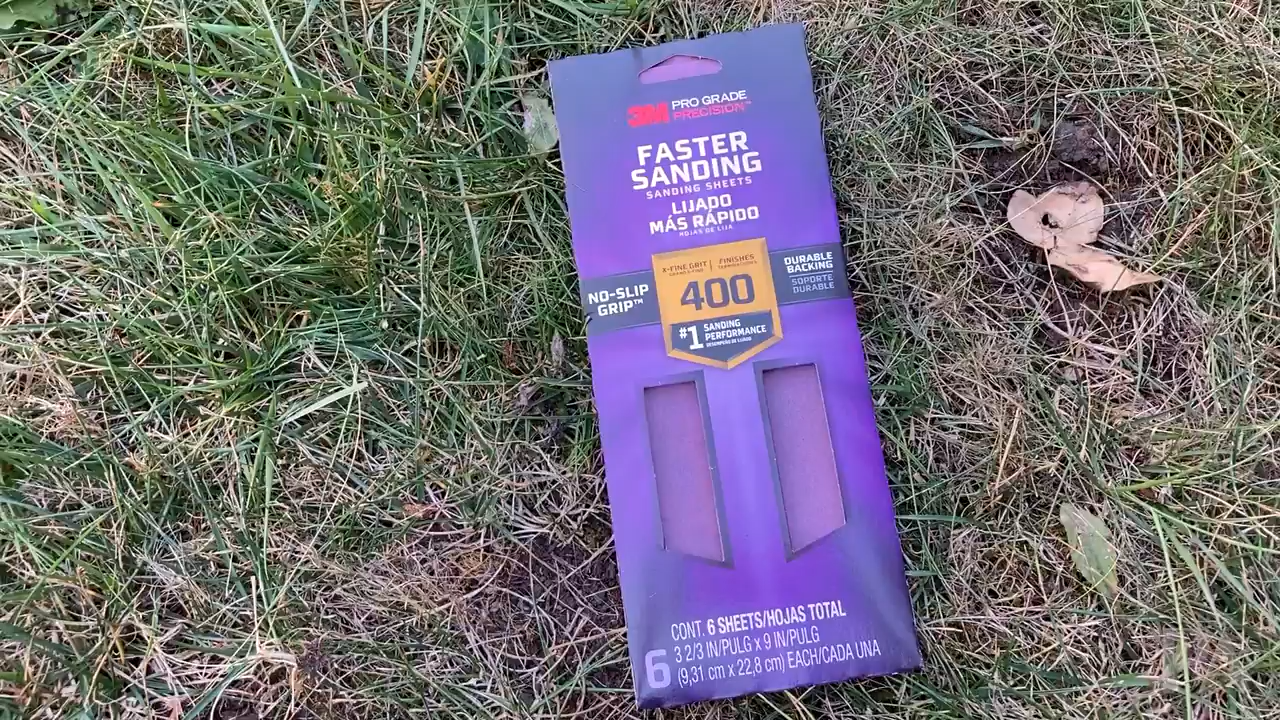 3M PRO GRADE
PRECISION™
FASTER
SANDING
SANDING SHEETS
LIJADO
MÁS RÁPIDO
HOJAS DE LIJA
X-FINE GRIT | FINISHES
400
#1 SANDING
PERFORMANCE
NO-SLIP
GRIP™
DURABLE
BACKING
SOPORTE
DURABLE
CONT. 6 SHEETS/HOJAS TOTAL
3 2/3 IN/PULG x 9 IN/PULG
6 (9,31 cm x 22,8 cm) EACH/CADA UNA